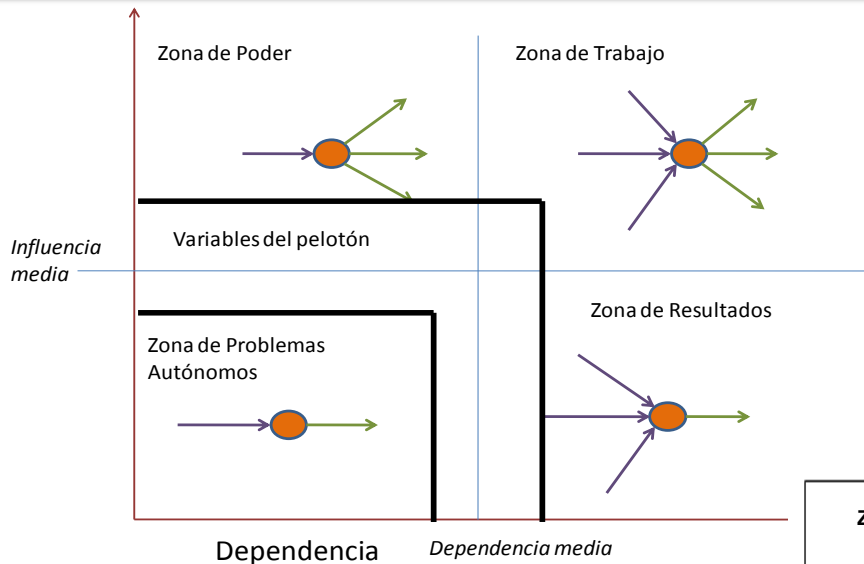 Zona de Poder
Zona de Trabajo
Variables del pelotón
Influencia
media
Zona de Resultados
Zona de Problemas
Autónomos
Z
Dependencia
Dependencia media